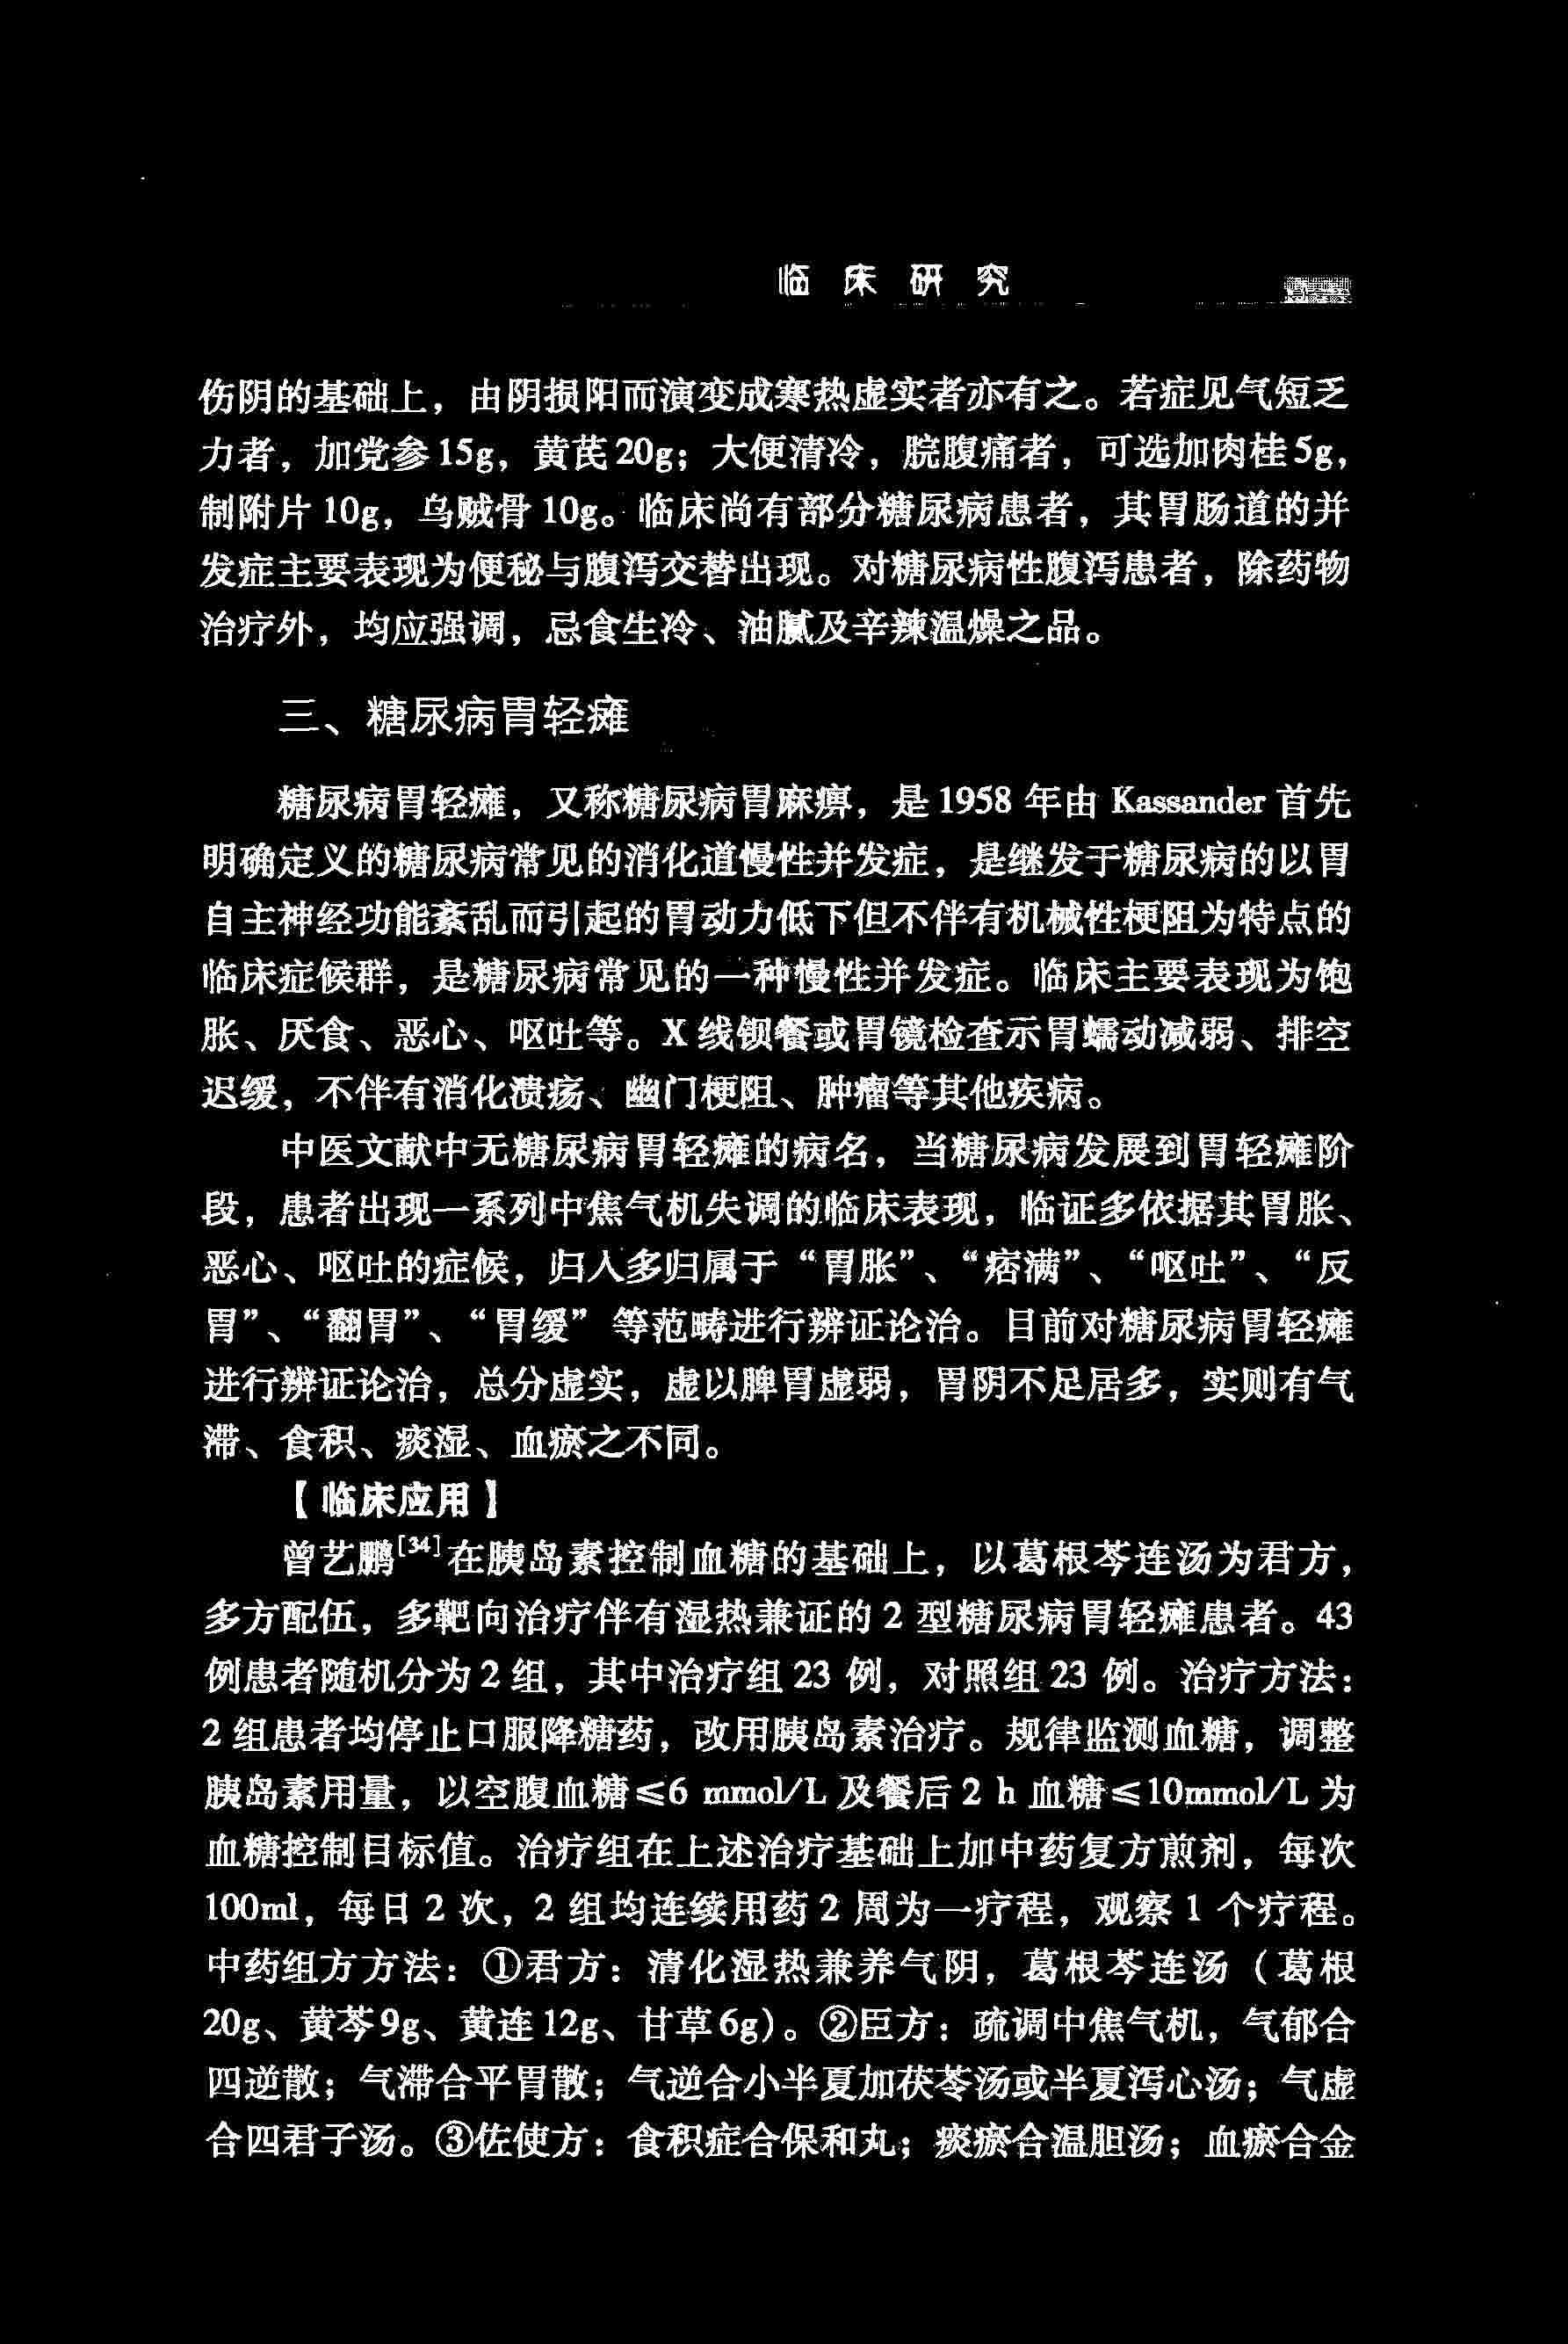 临床研究
伤阴的基础上，由阴损阳而演变成寒热虚实者亦有之。若症见气短乏
力者，加党参15g，黄芪20g；大便清冷，脘腹痛者，可选加肉桂5g，
制附片10g，乌贼骨10g。临床尚有部分糖尿病患者，其胃肠道的并
发症主要表现为便秘与腹泻交替出现。对糖尿病性腹泻患者，除药物
治疗外，均应强调，忌食生冷、油腻及辛辣温燥之品。
三、糖尿病胃轻瘫
糖尿病胃轻瘫，又称糖尿病胃麻痹，是1958年由Kassander首先
明确定义的糖尿病常见的消化道慢性并发症，是继发于糖尿病的以胃
自主神经功能紊乱而引起的胃动力低下但不伴有机械性梗阻为特点的
临床症候群，是糖尿病常见的一种慢性并发症。临床主要表现为饱
胀、厌食、恶心、呕吐等。X线钡餐或胃镜检查示胃蠕动减弱、排空
迟缓，不伴有消化溃疡、幽门梗阻、肿瘤等其他疾病。
中医文献中无糖尿病胃轻瘫的病名，当糖尿病发展到胃轻瘫阶
段，患者出现一系列中焦气机失调的临床表现，临证多依据其胃胀、
恶心、呕吐的症候，归入多归属于“胃胀”、“痞满”、“呕吐”、“反
胃”、“翻胃”、“胃缓”等范畴进行辨证论治。目前对糖尿病胃轻瘫
进行辨证论治，总分虚实，虚以脾胃虚弱，胃阴不足居多，实则有气
滞、食积、痰湿、血瘀之不同。
【临床应用】
曾艺鹏[34]在胰岛素控制血糖的基础上，以葛根芩连汤为君方，
多方配伍，多靶向治疗伴有湿热兼证的2型糖尿病胃轻瘫患者。43
例患者随机分为2组，其中治疗组23例，对照组23例。治疗方法：
2组患者均停止口服降糖药，改用胰岛素治疗。规律监测血糖，调整
胰岛素用量，以空腹血糖≤6 mmol/L及餐后2 h血糖≤10mmol/L为
血糖控制目标值。治疗组在上述治疗基础上加中药复方煎剂，每次
100ml，每日2次，2组均连续用药2周为一疗程，观察1个疗程。
中药组方方法：①君方：清化湿热兼养气阴，葛根芩连汤（葛根
20g、黄芩9g、黄连12g、甘草6g）。②臣方：疏调中焦气机，气郁合
四逆散；气滞合平胃散；气逆合小半夏加茯苓汤或半夏泻心汤；气虚
合四君子汤。③佐使方：食积症合保和丸；痰瘀合温胆汤；血瘀合金